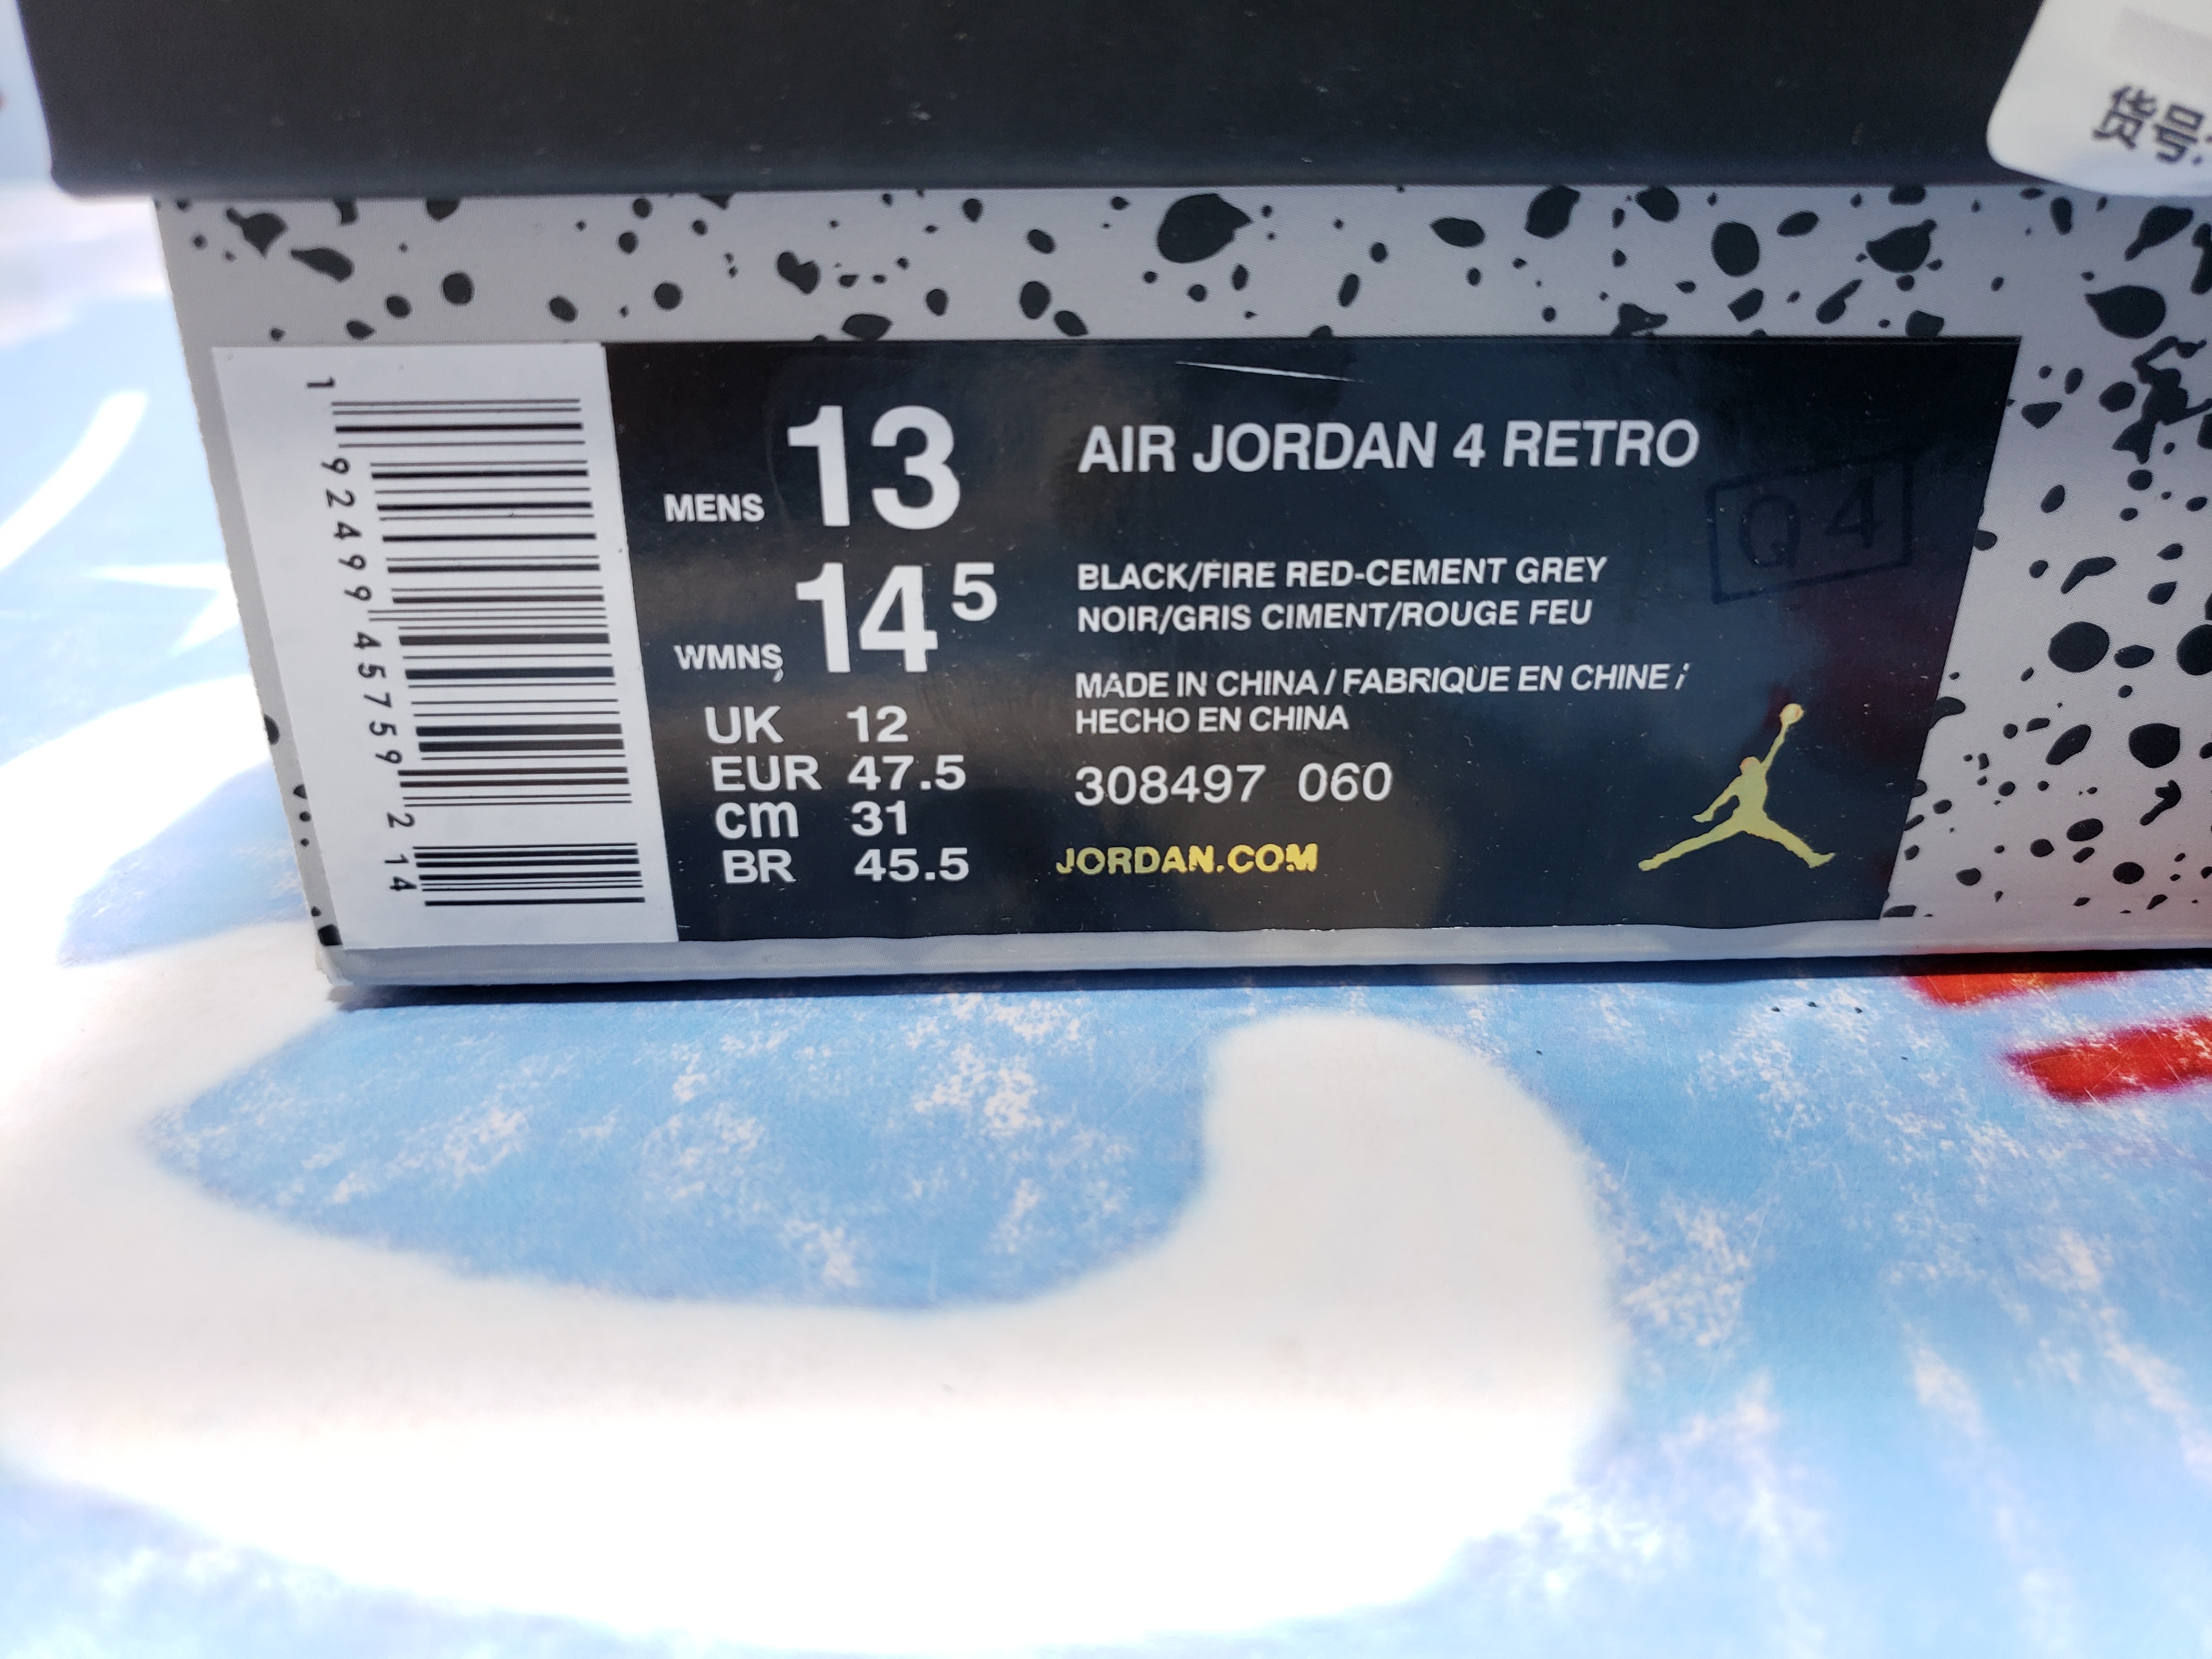 货号:
1 92499 45759 2 14
MENS 13
WMNS 14 5
UK 12
EUR 47.5
cm 31
BR 45.5
AIR JORDAN 4 RETRO
Q4
BLACK/FIRE RED-CEMENT GREY
NOIR/GRIS CIMENT/ROUGE FEU
MADE IN CHINA / FABRIQUE EN CHINE /
HECHO EN CHINA
308497 060
JORDAN.COM